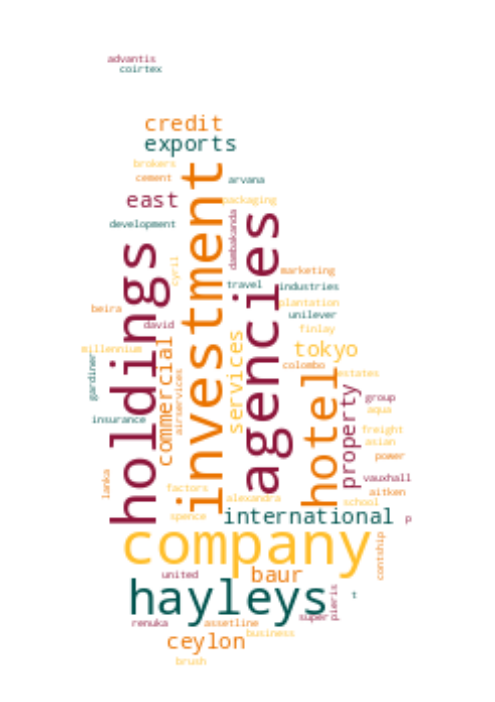 advantis
coirtex
credit
exports
brokers
cement
arvana
investment
east
packaging
development
dambakanda
agencies
holdings
cyril
marketing
travel
industries
plantation
beira
unilever
david
finlay
services
commercial
tokyo
millennium
gardiner
colombo
hotel
airservices
estates
property
group
aqua
insurance
freight
asian
power
lanka
vauxhall
factors
aitken
alexandra
school
spence
international
p
company
contship
united
baur
hayleys
pieris
t
super
renuka
assetline
business
ceylon
brush